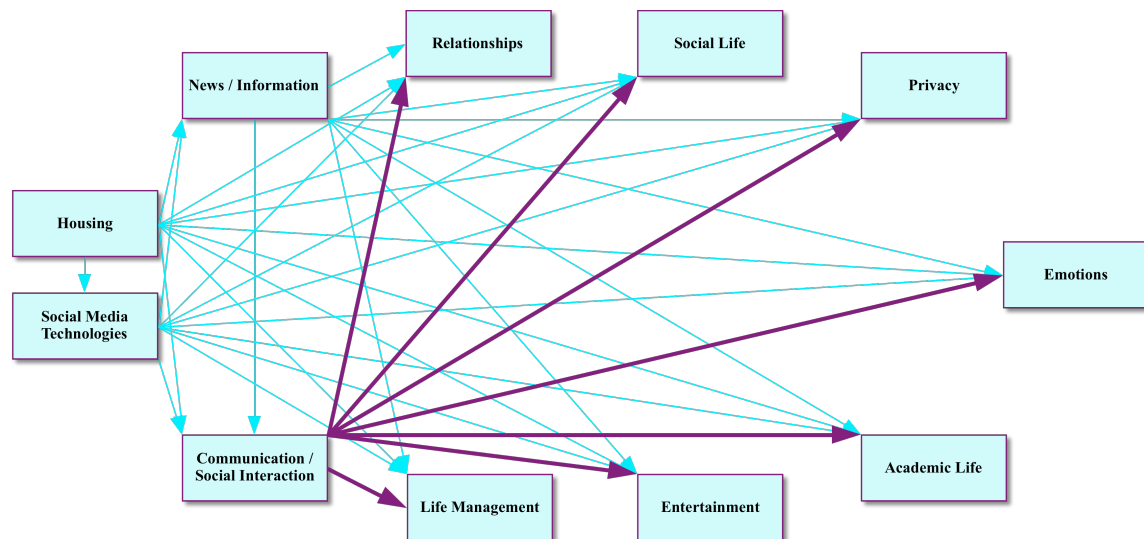 Relationships
Social Life
News / Information
Privacy
Housing
Emotions
Social Media
Technologies
Communication /
Social Interaction
Academic Life
Life Management
Entertainment